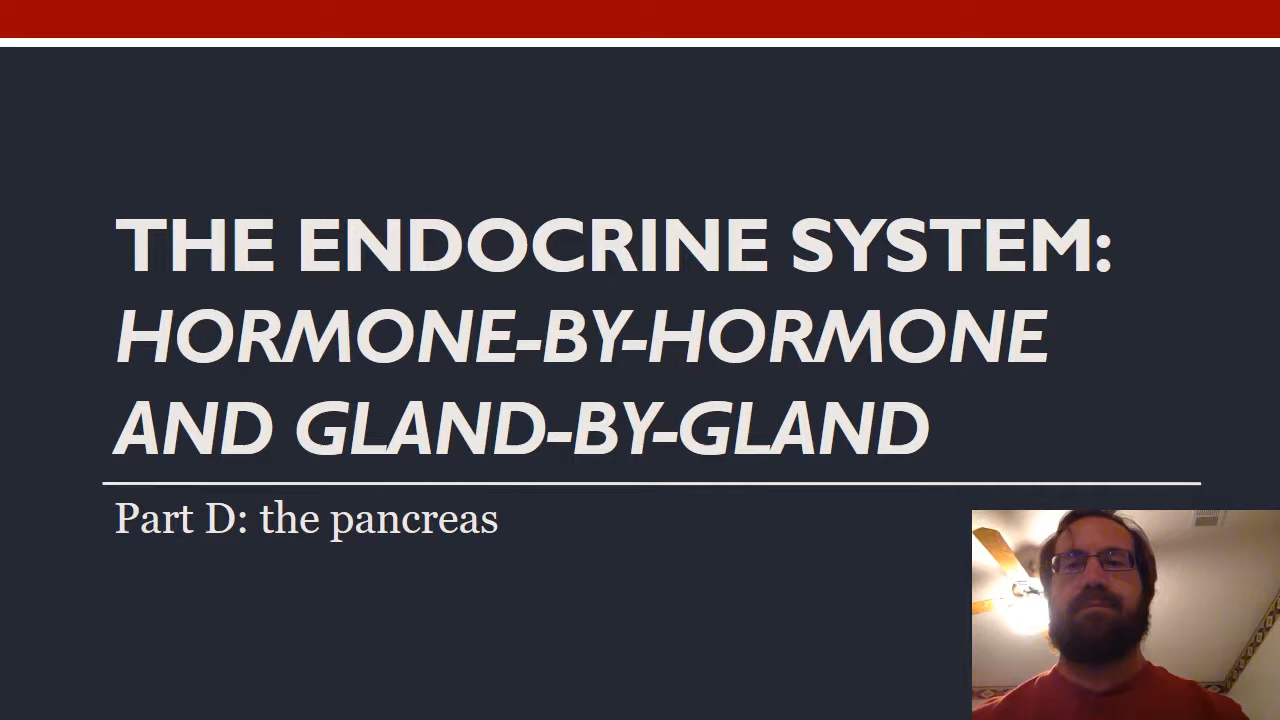 THE ENDOCRINE SYSTEM:
HORMONE-BY-HORMONE
AND GLAND-BY-GLAND
Part D: the pancreas